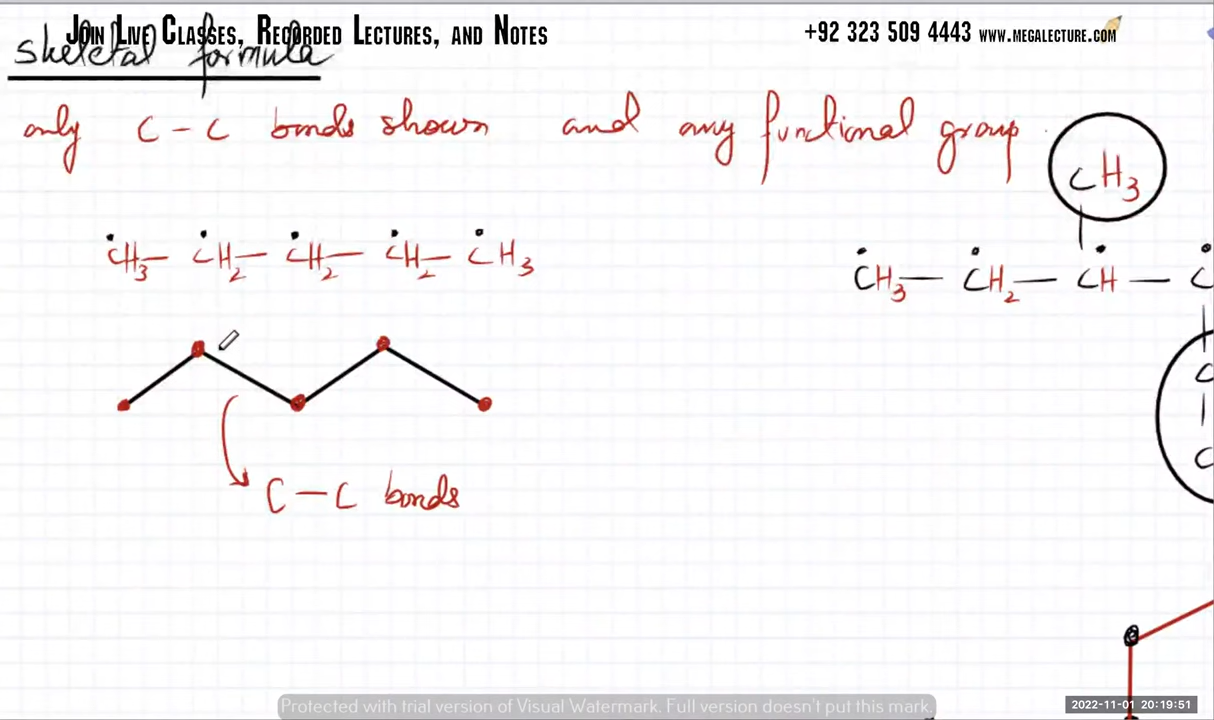 JOIN LIVE CLASSES, RECORDED LECTURES, AND NOTES
+92 323 509 4443 WWW.MEGALECTURE.COM
Skeletal formula
only C - C bonds shown and any functional group
CH3
CH3 — CH2 — CH2 — CH2 — CH3
CH3 — CH2 — CH — C
C
C
C — C bonds
Protected with trial version of Visual Watermark. Full version doesn't put this mark.
2022-11-01 20:19:51